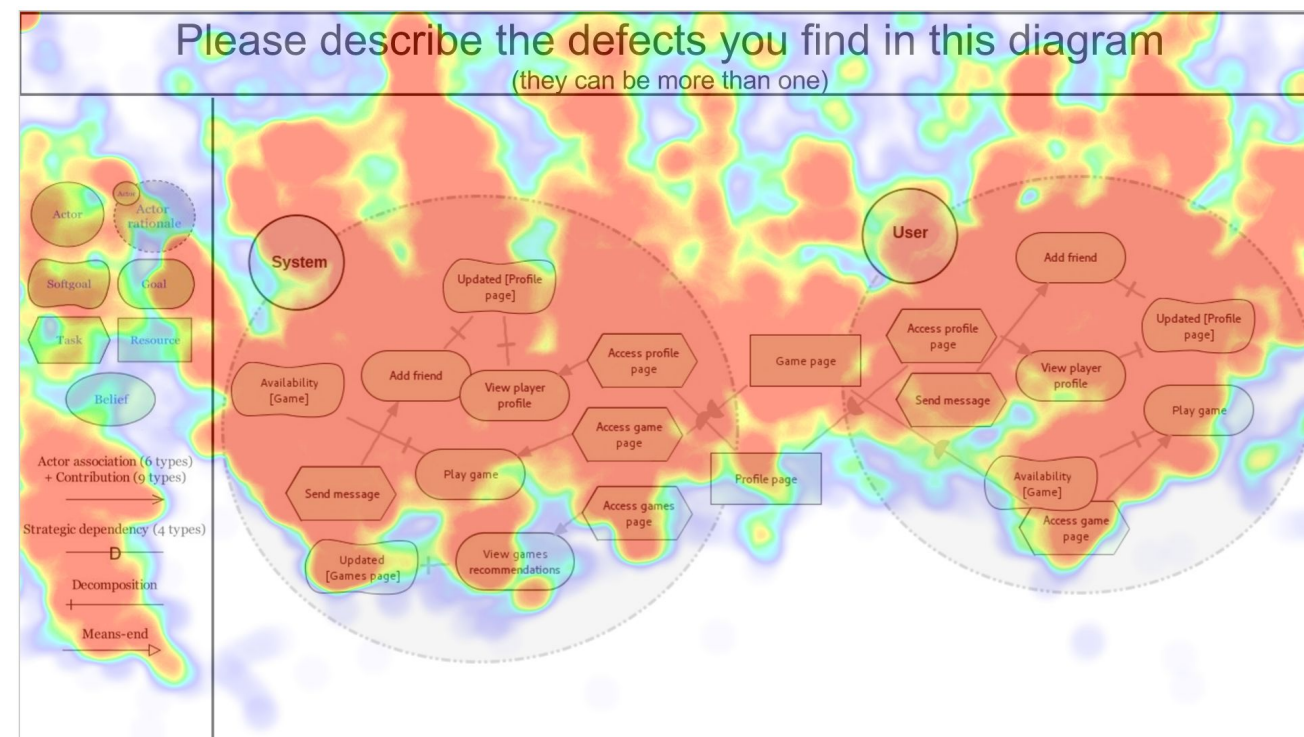 Please describe the defects you find in this diagram
(they can be more than one)
Actor
Actor
Actor
rationale
Softgoal
Goal
Task
Resource
Belief
Actor association (6 types)
+ Contribution (9 types)
Strategic dependency (4 types)
D
Decomposition
Means-end
System
Updated [Profile
page]
Availability
[Game]
Add friend
View player
profile
Access profile
page
Access game
page
Play game
Send message
Access games
page
Updated
[Games page]
View games
recommendations
Game page
Profile page
User
Add friend
Access profile
page
Updated [Profile
page]
View player
profile
Send message
Play game
Availability
[Game]
Access game
page